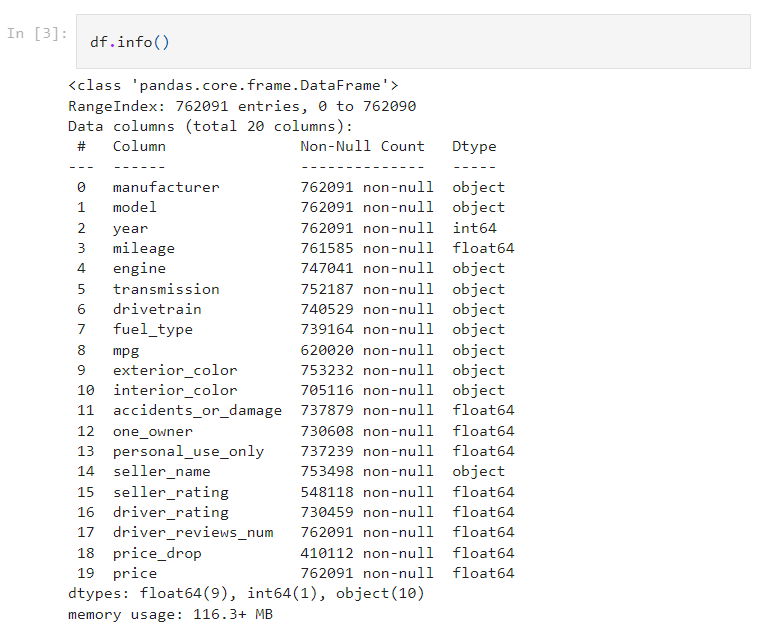 In [3]:
df.info()
<class 'pandas.core.frame.DataFrame'>
RangeIndex: 762091 entries, 0 to 762090
Data columns (total 20 columns):
 #   Column               Non-Null Count   Dtype
---  ------               --------------   -----
 0   manufacturer         762091 non-null  object
 1   model                762091 non-null  object
 2   year                 762091 non-null  int64
 3   mileage              761585 non-null  float64
 4   engine               747041 non-null  object
 5   transmission         752187 non-null  object
 6   drivetrain           740529 non-null  object
 7   fuel_type            739164 non-null  object
 8   mpg                  620020 non-null  object
 9   exterior_color       753232 non-null  object
 10  interior_color       705116 non-null  object
 11  accidents_or_damage  737879 non-null  float64
 12  one_owner            730608 non-null  float64
 13  personal_use_only    737239 non-null  float64
 14  seller_name          753498 non-null  object
 15  seller_rating        548118 non-null  float64
 16  driver_rating        730459 non-null  float64
 17  driver_reviews_num   762091 non-null  float64
 18  price_drop           410112 non-null  float64
 19  price                762091 non-null  float64
dtypes: float64(9), int64(1), object(10)
memory usage: 116.3+ MB